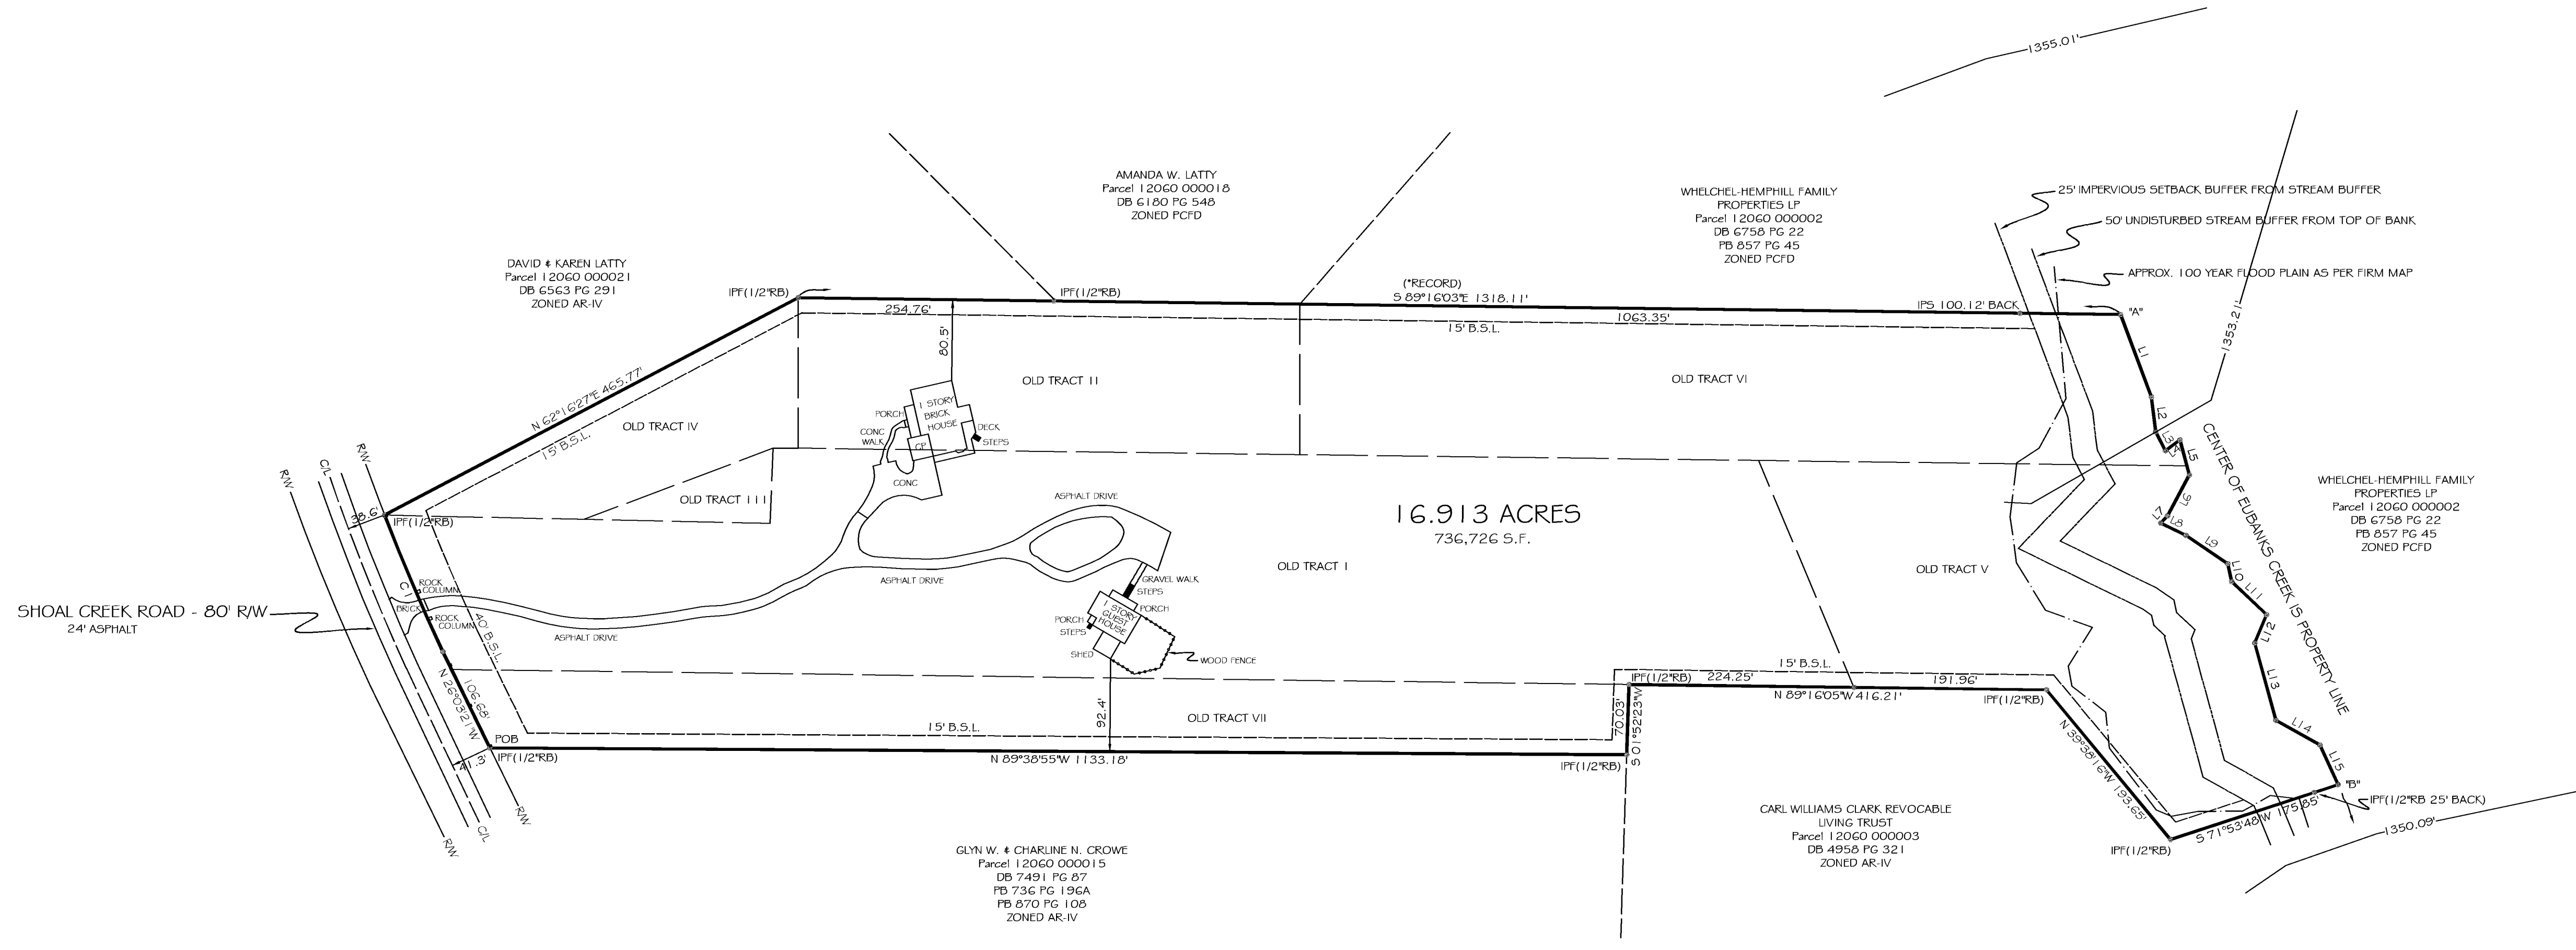 1355.01'
AMANDA W. LATTY
Parcel 12060 000018
DB 6180 PG 548
ZONED PCFD
WHELCHEL-HEMPHILL FAMILY
PROPERTIES LP
Parcel 12060 000002
DB 6758 PG 22
PB 857 PG 45
ZONED PCFD
25' IMPERVIOUS SETBACK BUFFER FROM STREAM BUFFER
50' UNDISTURBED STREAM BUFFER FROM TOP OF BANK
APPROX. 100 YEAR FLOOD PLAIN AS PER FIRM MAP
DAVID & KAREN LATTY
Parcel 12060 000021
DB 6563 PG 291
ZONED AR-IV
IPF(1/2"RB)
IPF(1/2"RB)
(*RECORD)
S 89°16'03"E 1318.11'
254.76'
1063.35'
IPS 100.12' BACK
"A"
15' B.S.L.
80.5'
1353.21'
N 62°16'27"E 465.77'
15' B.S.L.
OLD TRACT IV
OLD TRACT II
OLD TRACT VI
1 STORY
BRICK
HOUSE
PORCH
CONC
WALK
CP
DECK
STEPS
CONC
OLD TRACT III
L1
L2
L3
L4
L5
L6
L7
L8
L9
L10
L11
L12
L13
L14
L15
CENTER OF EUBANKS CREEK IS PROPERTY LINE
WHELCHEL-HEMPHILL FAMILY
PROPERTIES LP
Parcel 12060 000002
DB 6758 PG 22
PB 857 PG 45
ZONED PCFD
R/W
C/L
R/W
38.6'
IPF(1/2"RB)
ASPHALT DRIVE
16.913 ACRES
736,726 S.F.
OLD TRACT I
OLD TRACT V
ASPHALT DRIVE
C1
ROCK
COLUMN
BRICK
ROCK
COLUMN
SHOAL CREEK ROAD - 80' R/W
24' ASPHALT
ASPHALT DRIVE
40' B.S.L.
GRAVEL WALK
STEPS
PORCH
1 STORY
GUEST
HOUSE
PORCH
STEPS
SHED
WOOD FENCE
106.68'
N 26°03'21"W
POB
IPF(1/2"RB)
41.3'
R/W
C/L
R/W
92.4'
15' B.S.L.
OLD TRACT VII
N 89°38'55"W 1133.18'
IPF(1/2"RB)
70.03'
S 01°52'23"W
IPF(1/2"RB)
224.25'
15' B.S.L.
191.96'
N 89°16'05"W 416.21'
IPF(1/2"RB)
N 39°38'16"W 193.65'
"B"
IPF(1/2"RB 25' BACK)
S 71°53'48"W 175.85'
IPF(1/2"RB)
1350.09'
CARL WILLIAMS CLARK REVOCABLE
LIVING TRUST
Parcel 12060 000003
DB 4958 PG 321
ZONED AR-IV
GLYN W. & CHARLINE N. CROWE
Parcel 12060 000015
DB 7491 PG 87
PB 736 PG 196A
PB 870 PG 108
ZONED AR-IV